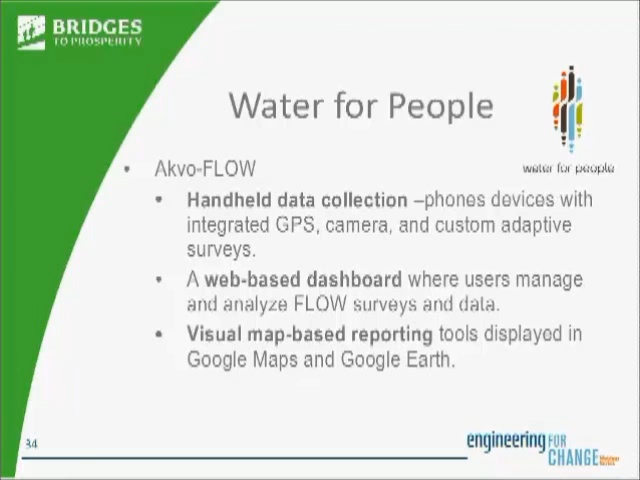 BRIDGES
TO PROSPERITY
Water for People
water for people
• Akvo-FLOW
• Handheld data collection –phones devices with
integrated GPS, camera, and custom adaptive
surveys.
• A web-based dashboard where users manage
and analyze FLOW surveys and data.
• Visual map-based reporting tools displayed in
Google Maps and Google Earth.
34
engineering FOR
CHANGE